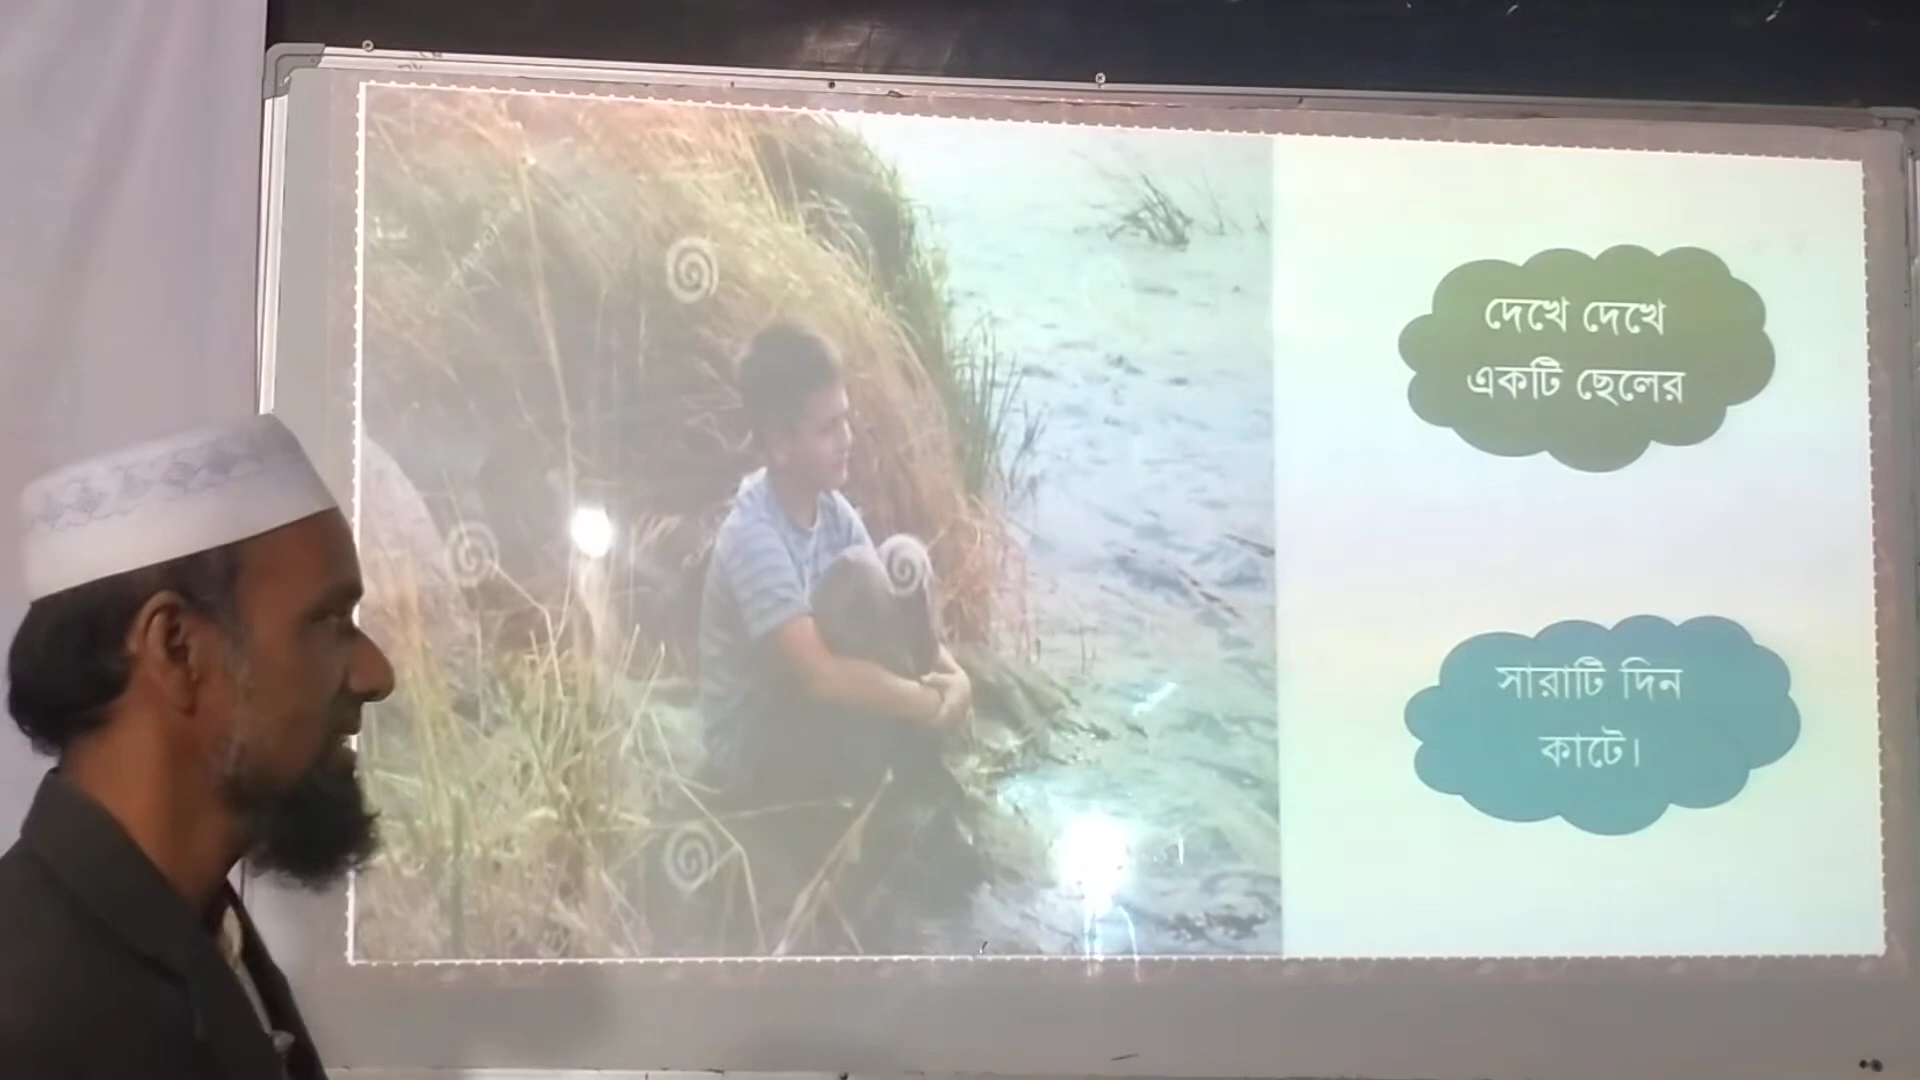 দেখে দেখে
একটি ছেলের
সারাটি দিন
কাটে।